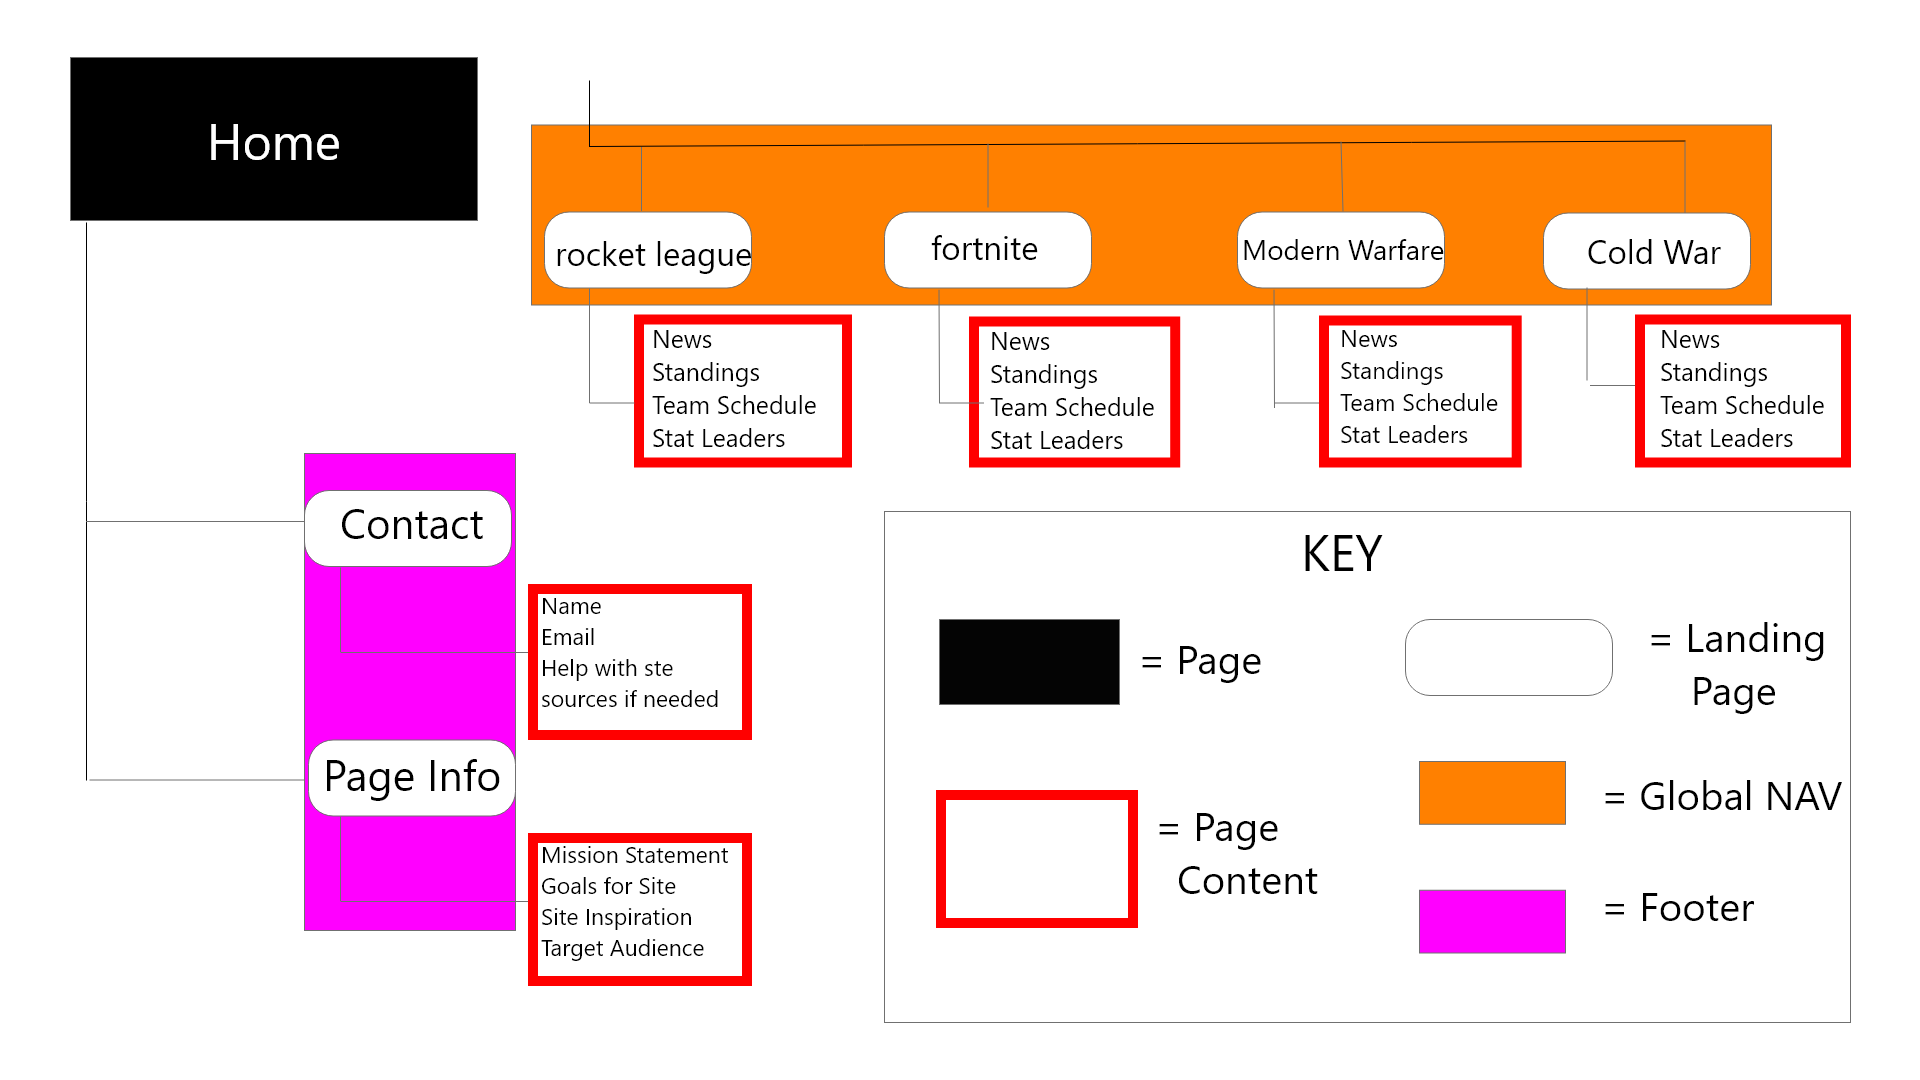 Home
rocket league
fortnite
Modern Warfare
Cold War
News
Standings
Team Schedule
Stat Leaders
News
Standings
Team Schedule
Stat Leaders
News
Standings
Team Schedule
Stat Leaders
News
Standings
Team Schedule
Stat Leaders
Contact
Name
Email
Help with ste
sources if needed
Page Info
Mission Statement
Goals for Site
Site Inspiration
Target Audience
KEY
= Page
= Landing
Page
= Page
Content
= Global NAV
= Footer